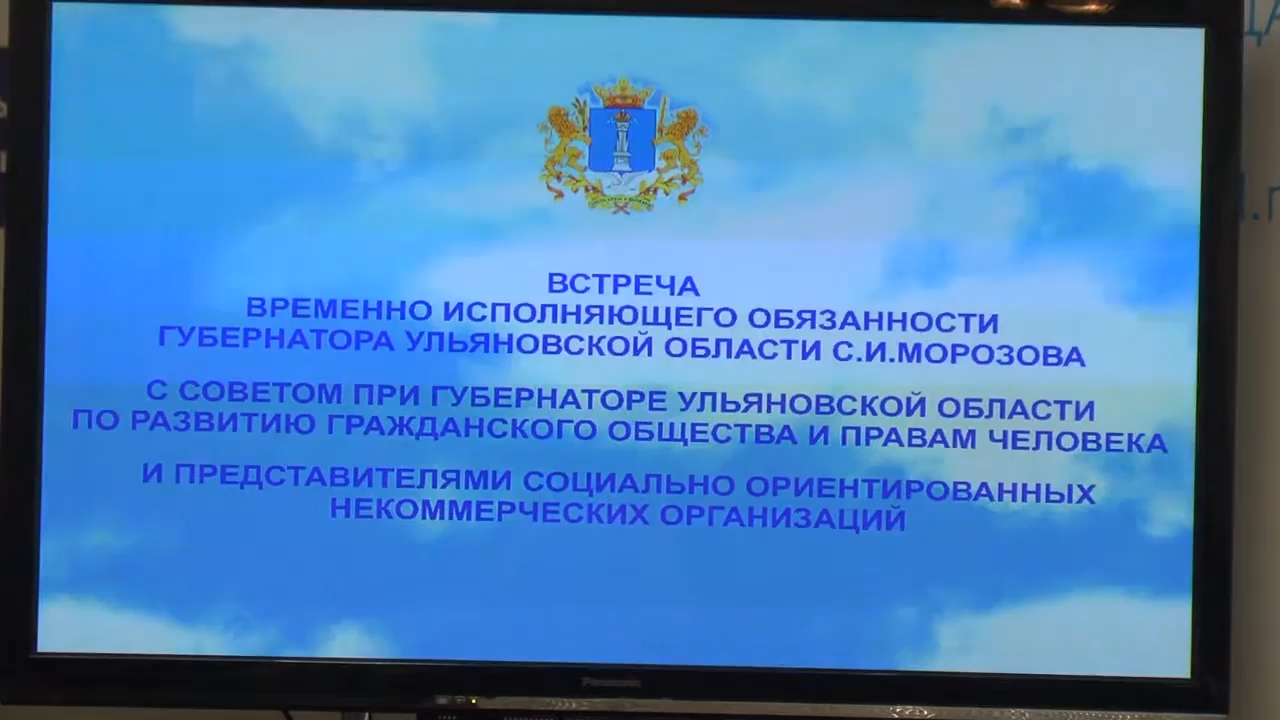 ВСТРЕЧА
ВРЕМЕННО ИСПОЛНЯЮЩЕГО ОБЯЗАННОСТИ
ГУБЕРНАТОРА УЛЬЯНОВСКОЙ ОБЛАСТИ С.И.МОРОЗОВА
С СОВЕТОМ ПРИ ГУБЕРНАТОРЕ УЛЬЯНОВСКОЙ ОБЛАСТИ
ПО РАЗВИТИЮ ГРАЖДАНСКОГО ОБЩЕСТВА И ПРАВАМ ЧЕЛОВЕКА
И ПРЕДСТАВИТЕЛЯМИ СОЦИАЛЬНО ОРИЕНТИРОВАННЫХ
НЕКОММЕРЧЕСКИХ ОРГАНИЗАЦИЙ
Panasonic